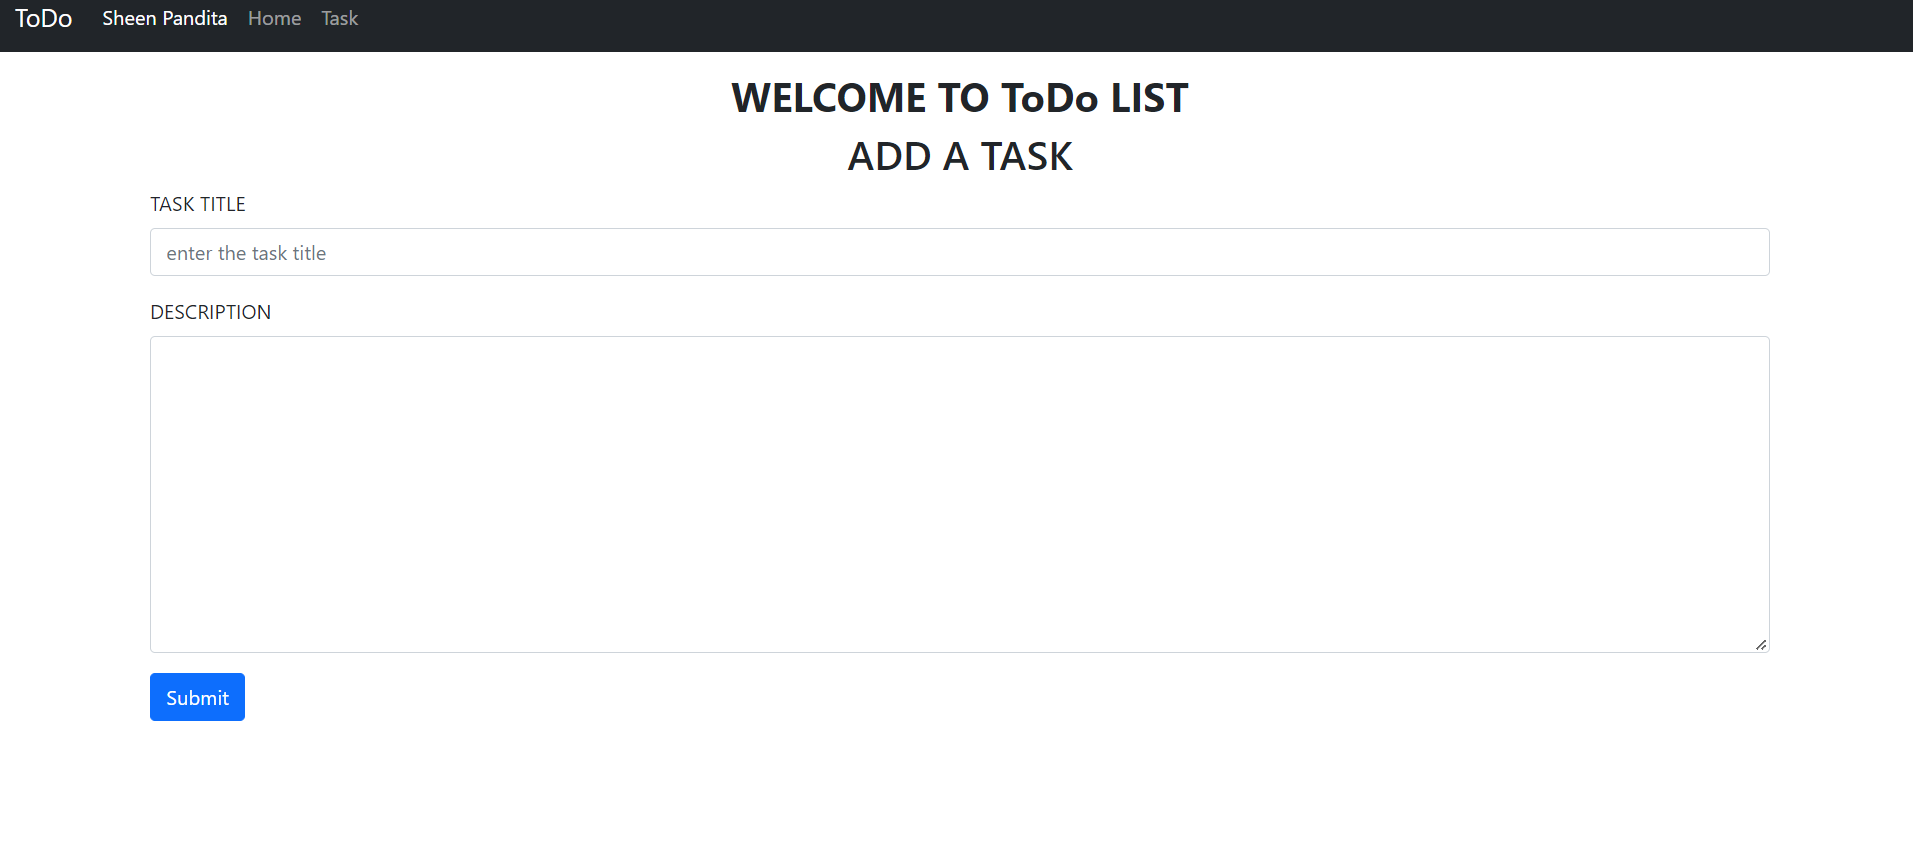 ToDo Sheen Pandita Home Task
WELCOME TO ToDo LIST
ADD A TASK
TASK TITLE
enter the task title
DESCRIPTION
Submit